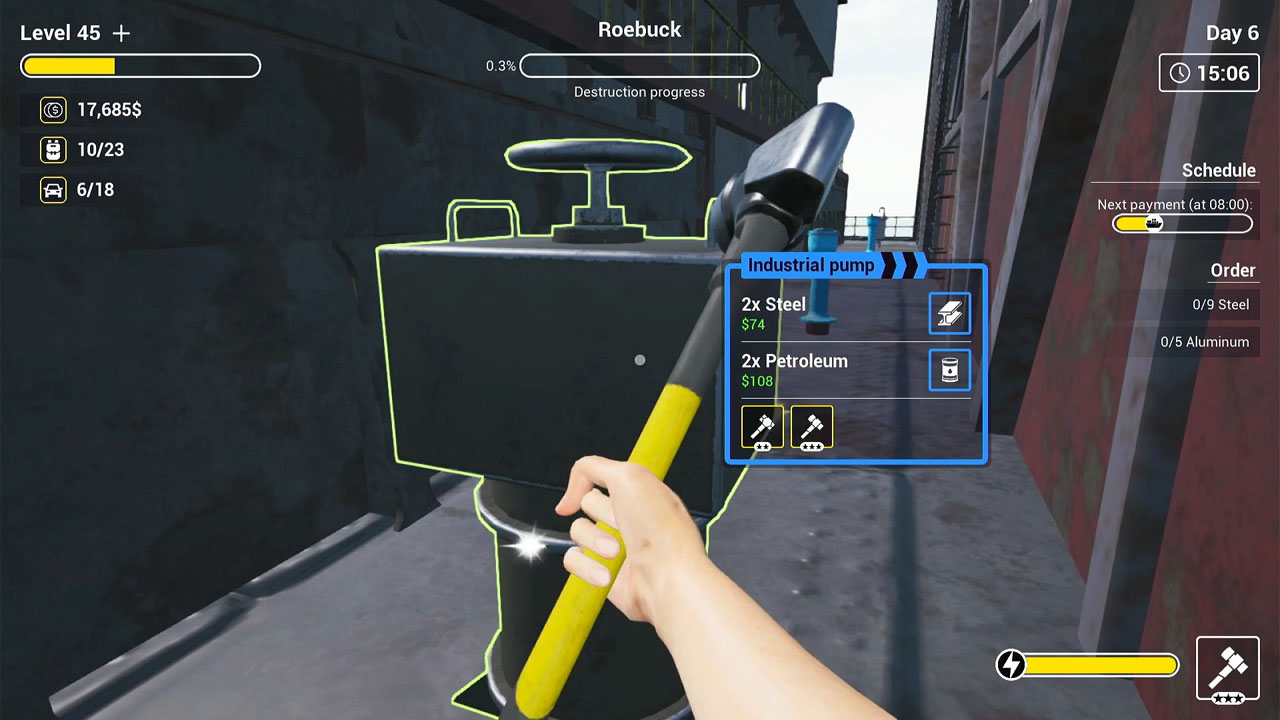 Level 45 +
17,685$
10/23
6/18
Roebuck
0.3%
Destruction progress
Day 6
15:06
Schedule
Next payment (at 08:00):
Order
0/9 Steel
0/5 Aluminum
Industrial pump
2x Steel
$74
2x Petroleum
$108